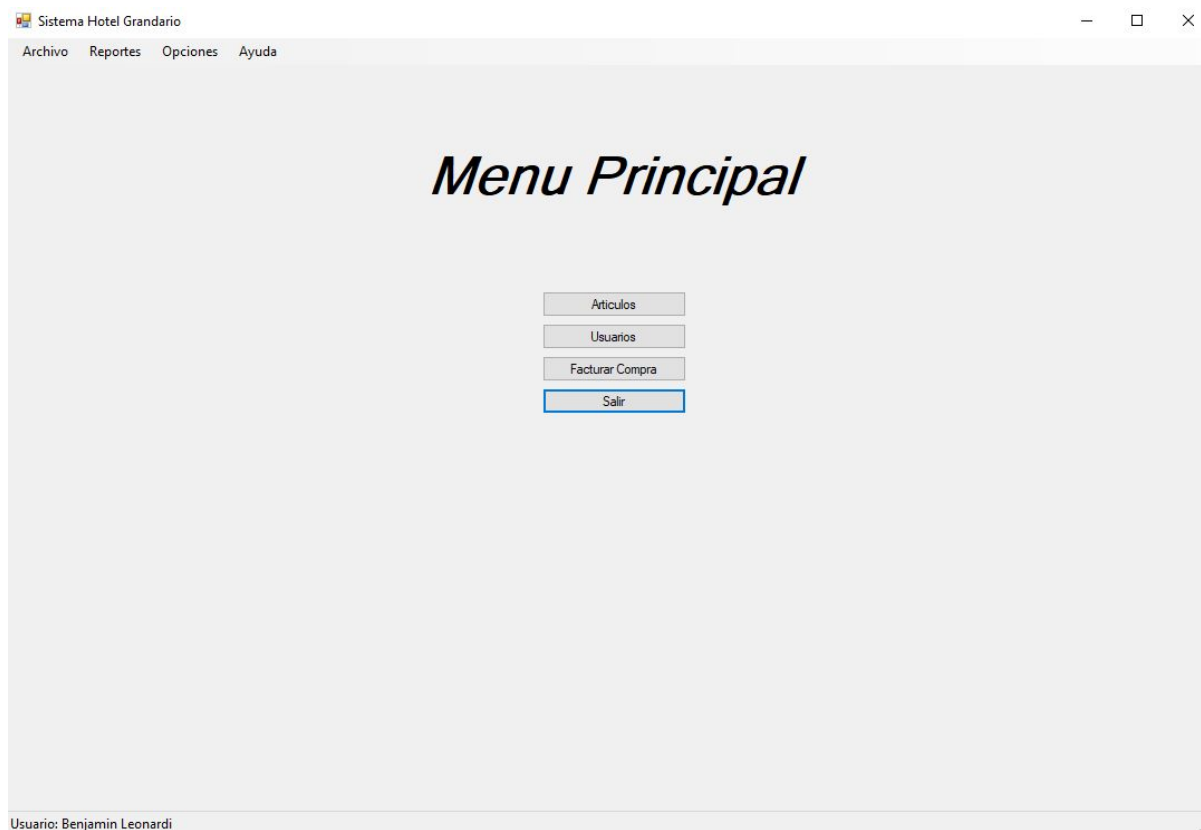 Sistema Hotel Grandario
Archivo Reportes Opciones Ayuda
Menu Principal
Articulos
Usuarios
Facturar Compra
Salir
Usuario: Benjamin Leonardi